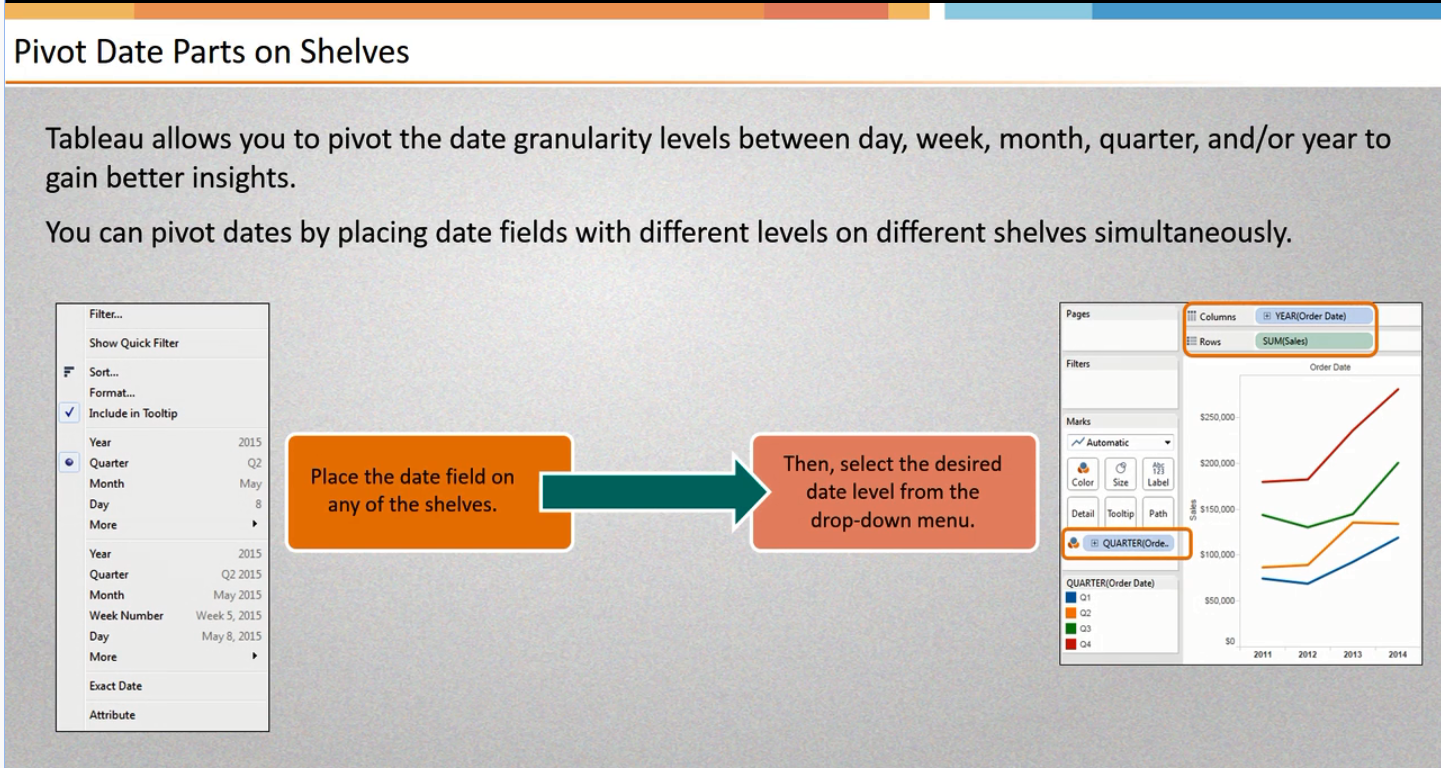 Pivot Date Parts on Shelves
Tableau allows you to pivot the date granularity levels between day, week, month, quarter, and/or year to
gain better insights.
You can pivot dates by placing date fields with different levels on different shelves simultaneously.
Filter...
Show Quick Filter
Sort...
Format...
Include in Tooltip
Year 2015
Quarter Q2
Month May
Day 8
More
Year 2015
Quarter Q2 2015
Month May 2015
Week Number Week 5, 2015
Day May 8, 2015
More
Exact Date
Attribute
Place the date field on
any of the shelves.
Then, select the desired
date level from the
drop-down menu.
Pages
Filters
Marks
Automatic
Color Size Label
Abc
123
Detail Tooltip Path
QUARTER(Orde..
QUARTER(Order Date)
Q1
Q2
Q3
Q4
Columns YEAR(Order Date)
Rows SUM(Sales)
Order Date
Sales
$250,000
$200,000
$150,000
$100,000
$50,000
$0
2011 2012 2013 2014